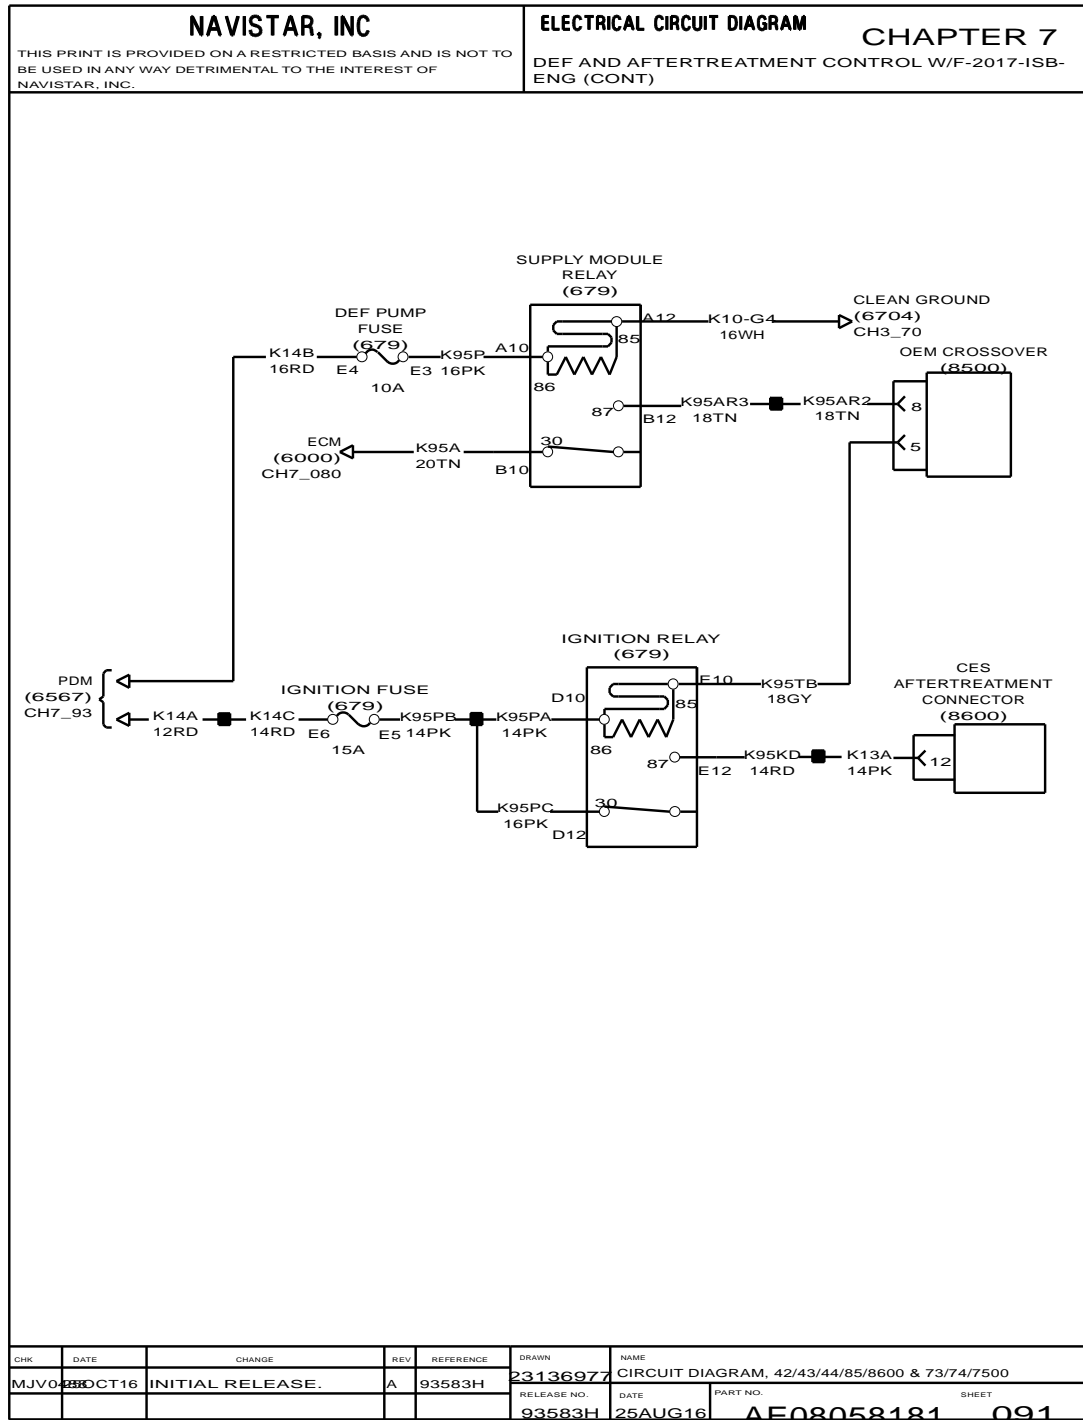 NAVISTAR, INC
THIS PRINT IS PROVIDED ON A RESTRICTED BASIS AND IS NOT TO
BE USED IN ANY WAY DETRIMENTAL TO THE INTEREST OF
NAVISTAR, INC.
ELECTRICAL CIRCUIT DIAGRAM
CHAPTER 7
DEF AND AFTERTREATMENT CONTROL W/F-2017-ISB-
ENG (CONT)
SUPPLY MODULE
RELAY
(679)
DEF PUMP
FUSE
(679)
K14B
16RD
E4
10A
E3
K95P
16PK
A10
86
85
A12
K10-G4
16WH
CLEAN GROUND
(6704)
CH3_70
OEM CROSSOVER
(8500)
87
B12
K95AR3
18TN
K95AR2
18TN
8
5
ECM
(6000)
CH7_080
K95A
20TN
30
B10
IGNITION RELAY
(679)
PDM
(6567)
CH7_93
K14A
12RD
K14C
14RD
IGNITION FUSE
(679)
E6
15A
E5
K95PB
14PK
K95PA
14PK
D10
86
85
E10
K95TB
18GY
CES
AFTERTREATMENT
CONNECTOR
(8600)
87
E12
K95KD
14RD
K13A
14PK
12
K95PC
16PK
30
D12
CHK
DATE
CHANGE
REV
REFERENCE
DRAWN
NAME
INITIAL RELEASE.
A
93583H
23136977
CIRCUIT DIAGRAM, 42/43/44/85/8600 & 73/74/7500
RELEASE NO.
DATE
PART NO.
SHEET
93583H
25AUG16
AE08058181
091